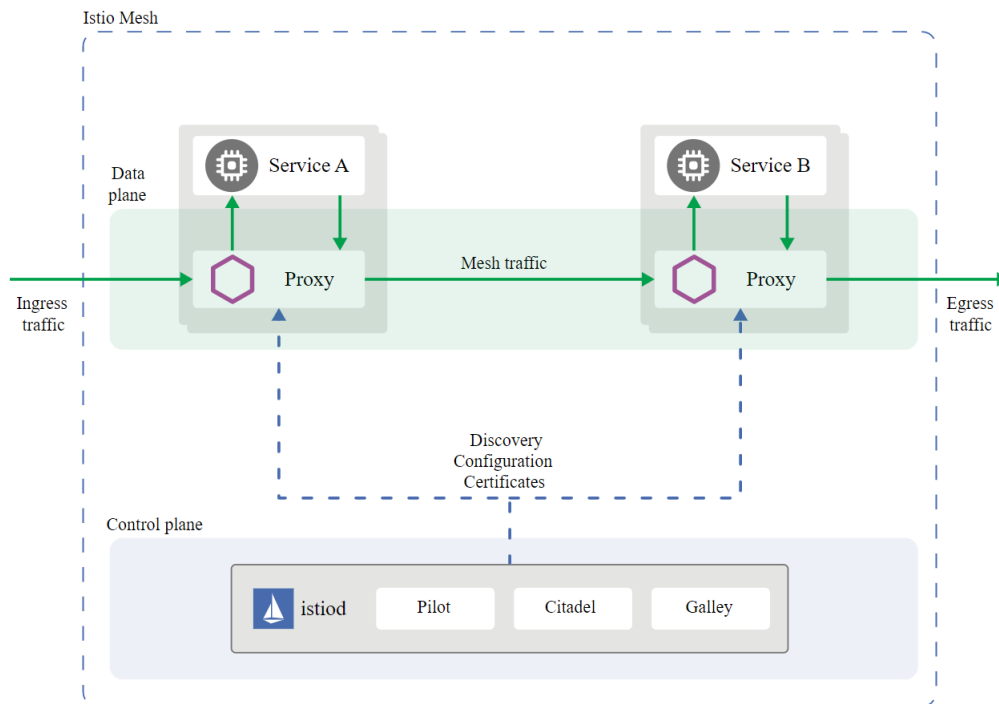 Istio Mesh
Service A
Service B
Data
plane
Proxy
Mesh traffic
Proxy
Ingress
traffic
Egress
traffic
Discovery
Configuration
Certificates
Control plane
istiod
Pilot
Citadel
Galley